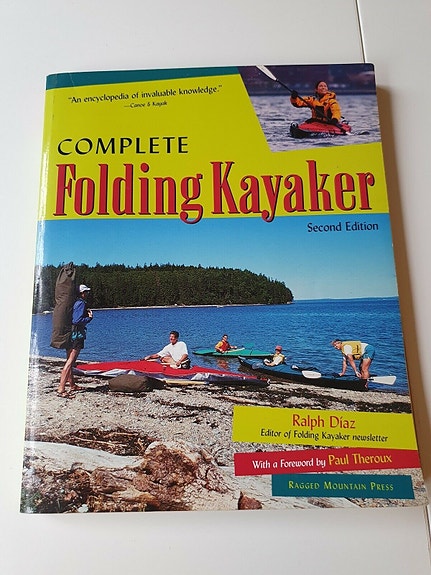 "An encyclopedia of invaluable knowledge."
—Canoe & Kayak
COMPLETE
Folding Kayaker
Second Edition
Ralph Díaz
Editor of Folding Kayaker newsletter
With a Foreword by Paul Theroux
RAGGED MOUNTAIN PRESS